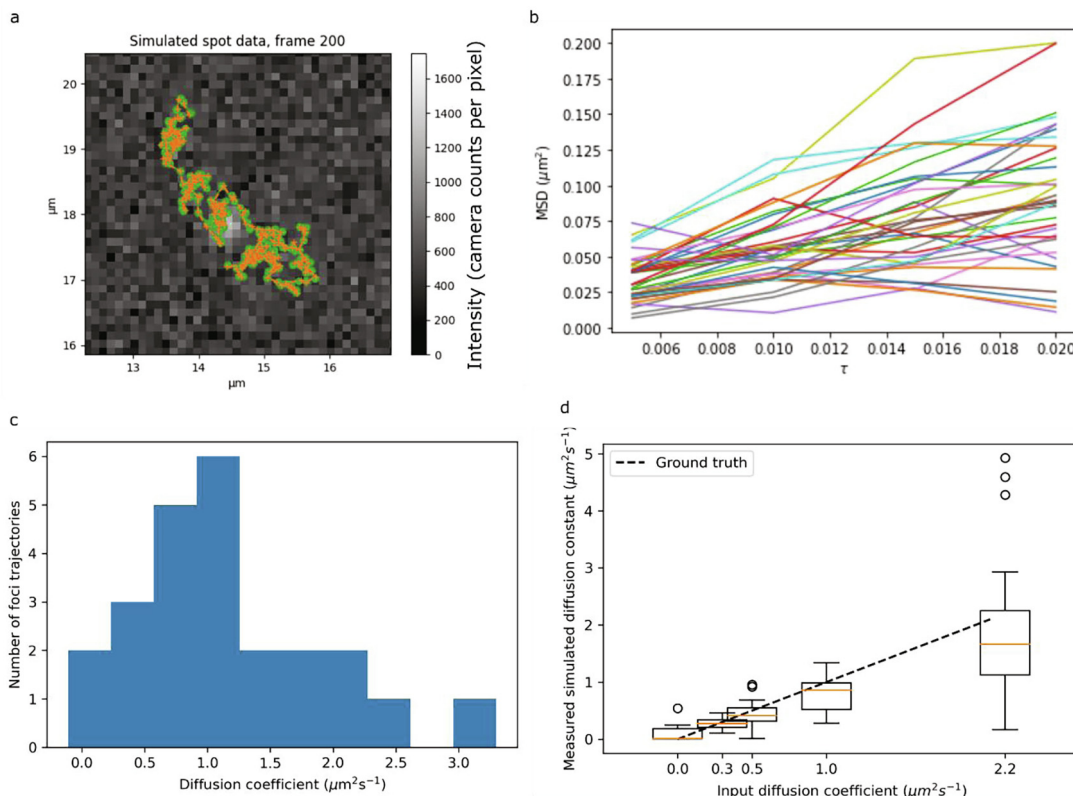 a
Simulated spot data, frame 200
20
19
18
17
16
μm
13 14 15 16
μm
1600
1400
1200
1000
800
600
400
200
0
Intensity (camera counts per pixel)
b
0.200
0.175
0.150
0.125
0.100
0.075
0.050
0.025
0.000
MSD (μm²)
0.006 0.008 0.010 0.012 0.014 0.016 0.018 0.020
τ
c
6
5
4
3
2
1
0
Number of foci trajectories
0.0 0.5 1.0 1.5 2.0 2.5 3.0
Diffusion coefficient (μm²s⁻¹)
d
Ground truth
5
4
3
2
1
0
Measured simulated diffusion constant (μm²s⁻¹)
0.0 0.3 0.5 1.0 2.2
Input diffusion coefficient (μm²s⁻¹)